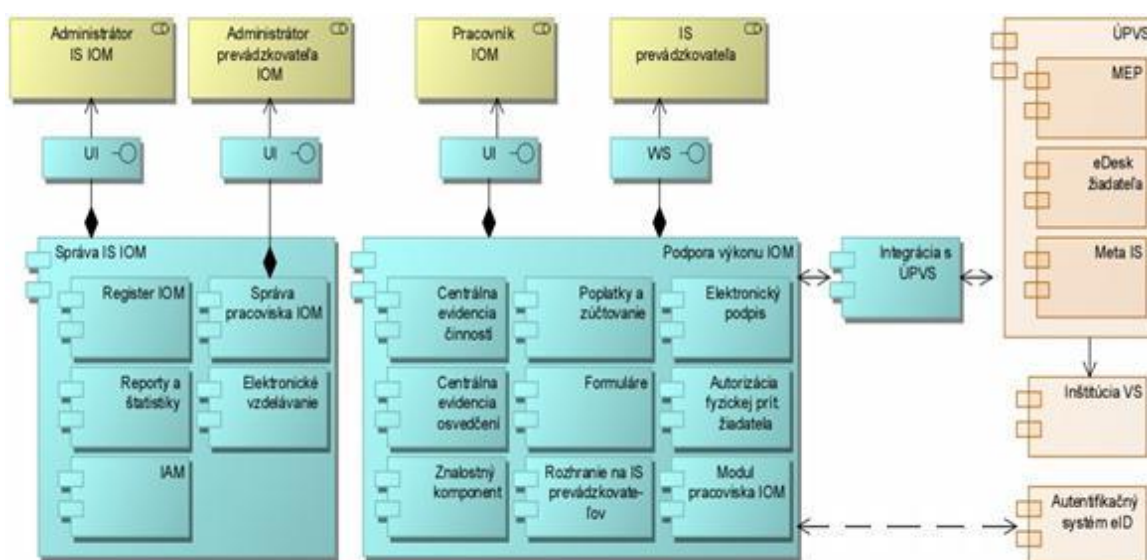 Administrátor
IS IOM
Administrátor
prevádzkovateľa
IOM
Pracovník
IOM
IS
prevádzkovateľa
UI
UI
UI
WS
ÚPVS
MEP
eDesk
žiadateľa
Meta IS
Správa IS IOM
Register IOM
Správa
pracoviska IOM
Reporty a
štatistiky
Elektronické
vzdelávanie
IAM
Podpora výkonu IOM
Centrálna
evidencia
činností
Poplatky a
zúčtovanie
Elektronický
podpis
Centrálna
evidencia
osvedčení
Formuláre
Autorizácia
fyzickej prít.
žiadateľa
Znalostný
komponent
Rozhranie na IS
prevádzkovate-
ľov
Modul
pracoviska IOM
Integrácia s
ÚPVS
Inštitúcia VS
Autentifikačný
systém eID